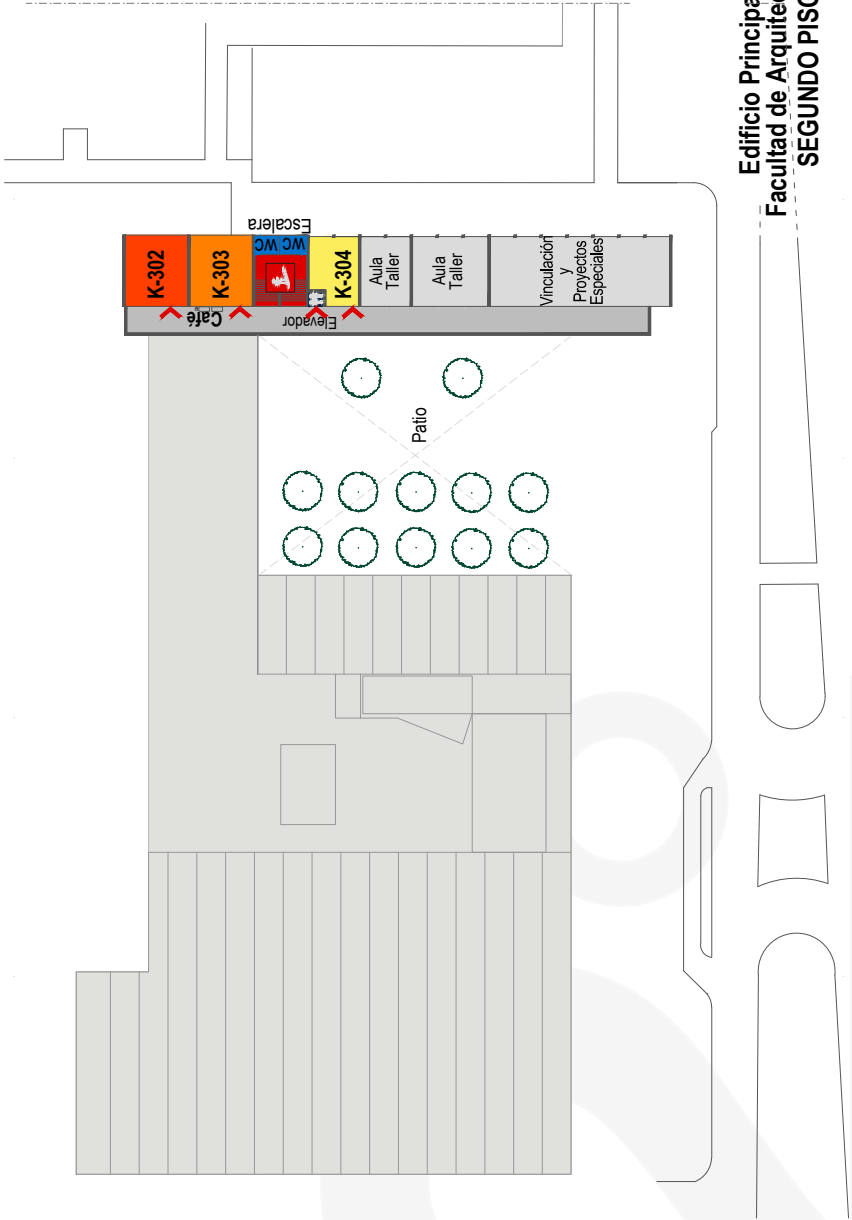 Edificio Principa
Facultad de Arquitec
SEGUNDO PISO
Escalera
K-302
K-303
WC WC
K-304
Aula
Taller
Aula
Taller
Vinculación
y
Proyectos
Especiales
Café
Elevador
Patio